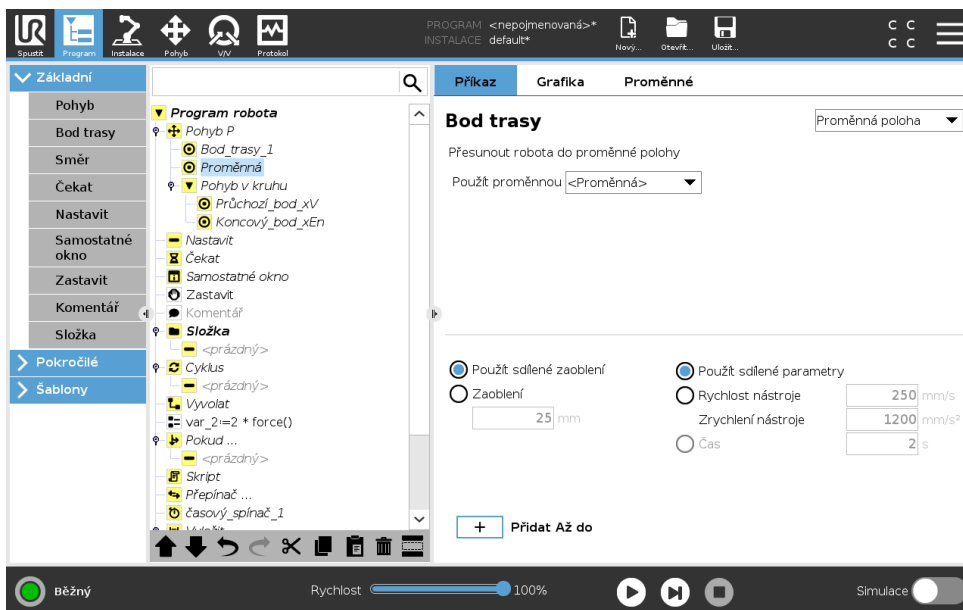 PROGRAM <nepojmenovaná>*
INSTALACE default*
Spustit
Program
Instalace
Pohyb
V/V
Protokol
Nový...
Otevřít...
Uložit...
C C
C C
Základní
Pohyb
Bod trasy
Směr
Čekat
Nastavit
Samostatné
okno
Zastavit
Komentář
Složka
Pokročilé
Šablony
Program robota
Pohyb P
Bod_trasy_1
Proměnná
Pohyb v kruhu
Průchozí_bod_xV
Koncový_bod_xEn
Nastavit
Čekat
Samostatné okno
Zastavit
Komentář
Složka
<prázdný>
Cyklus
<prázdný>
Vyvolat
var_2:=2 * force()
Pokud ...
<prázdný>
Skript
Přepínač ...
časový_spínač_1
Příkaz
Grafika
Proměnné
Bod trasy
Proměnná poloha
Přesunout robota do proměnné polohy
Použít proměnnou <Proměnná>
Použít sdílené zaoblení
Zaoblení
25 mm
Použít sdílené parametry
Rychlost nástroje 250 mm/s
Zrychlení nástroje 1200 mm/s²
Čas 2 s
+ Přidat Až do
Běžný
Rychlost 100%
Simulace